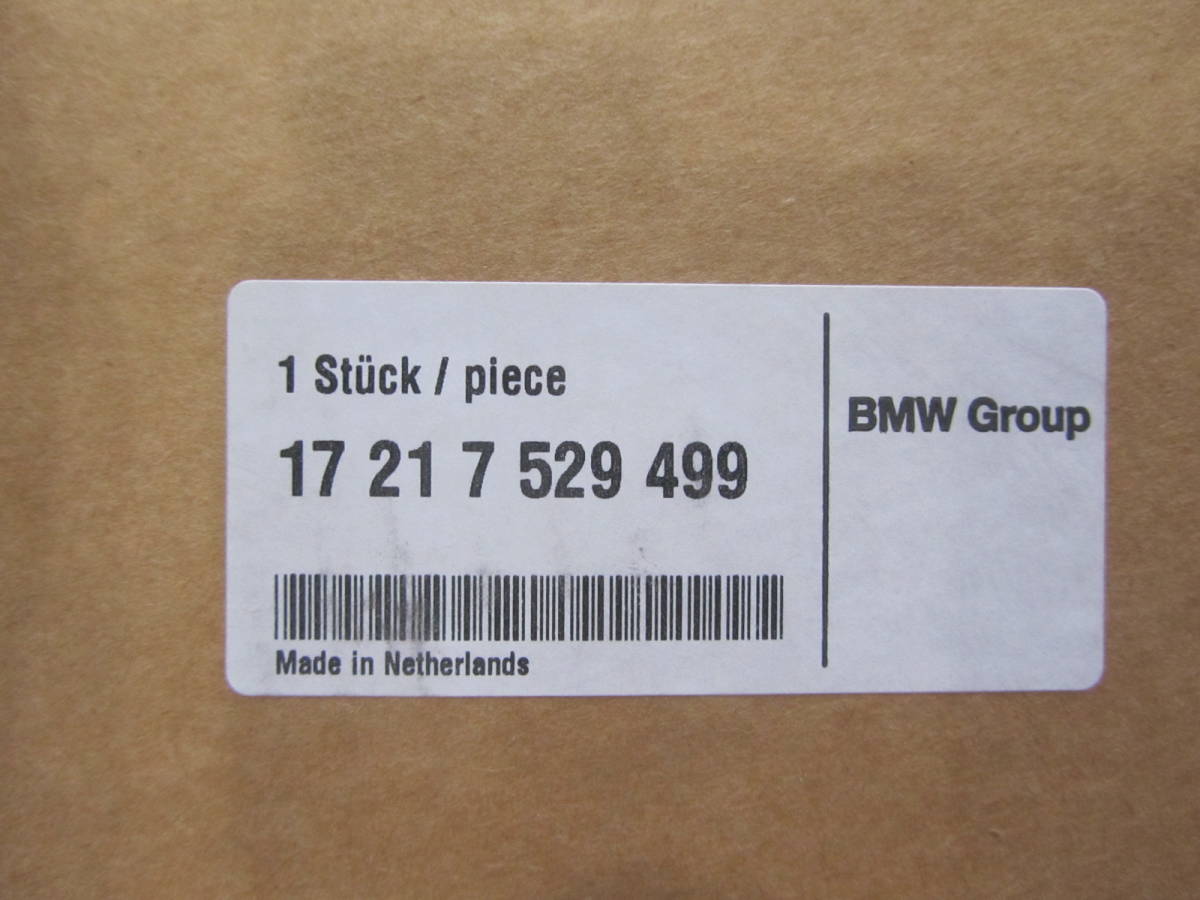 1 Stück / piece
17 21 7 529 499
Made in Netherlands
BMW Group